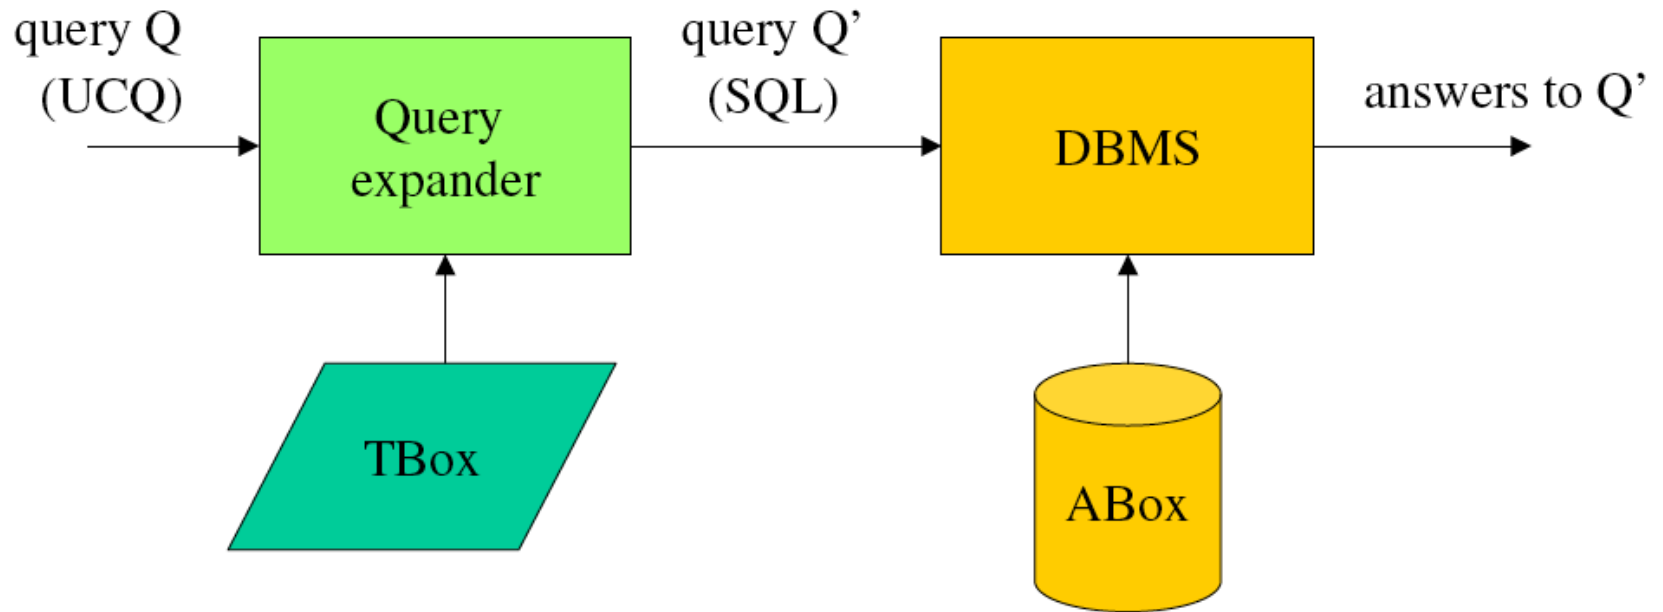 query Q
(UCQ)
Query
expander
query Q’
(SQL)
DBMS
answers to Q’
TBox
ABox